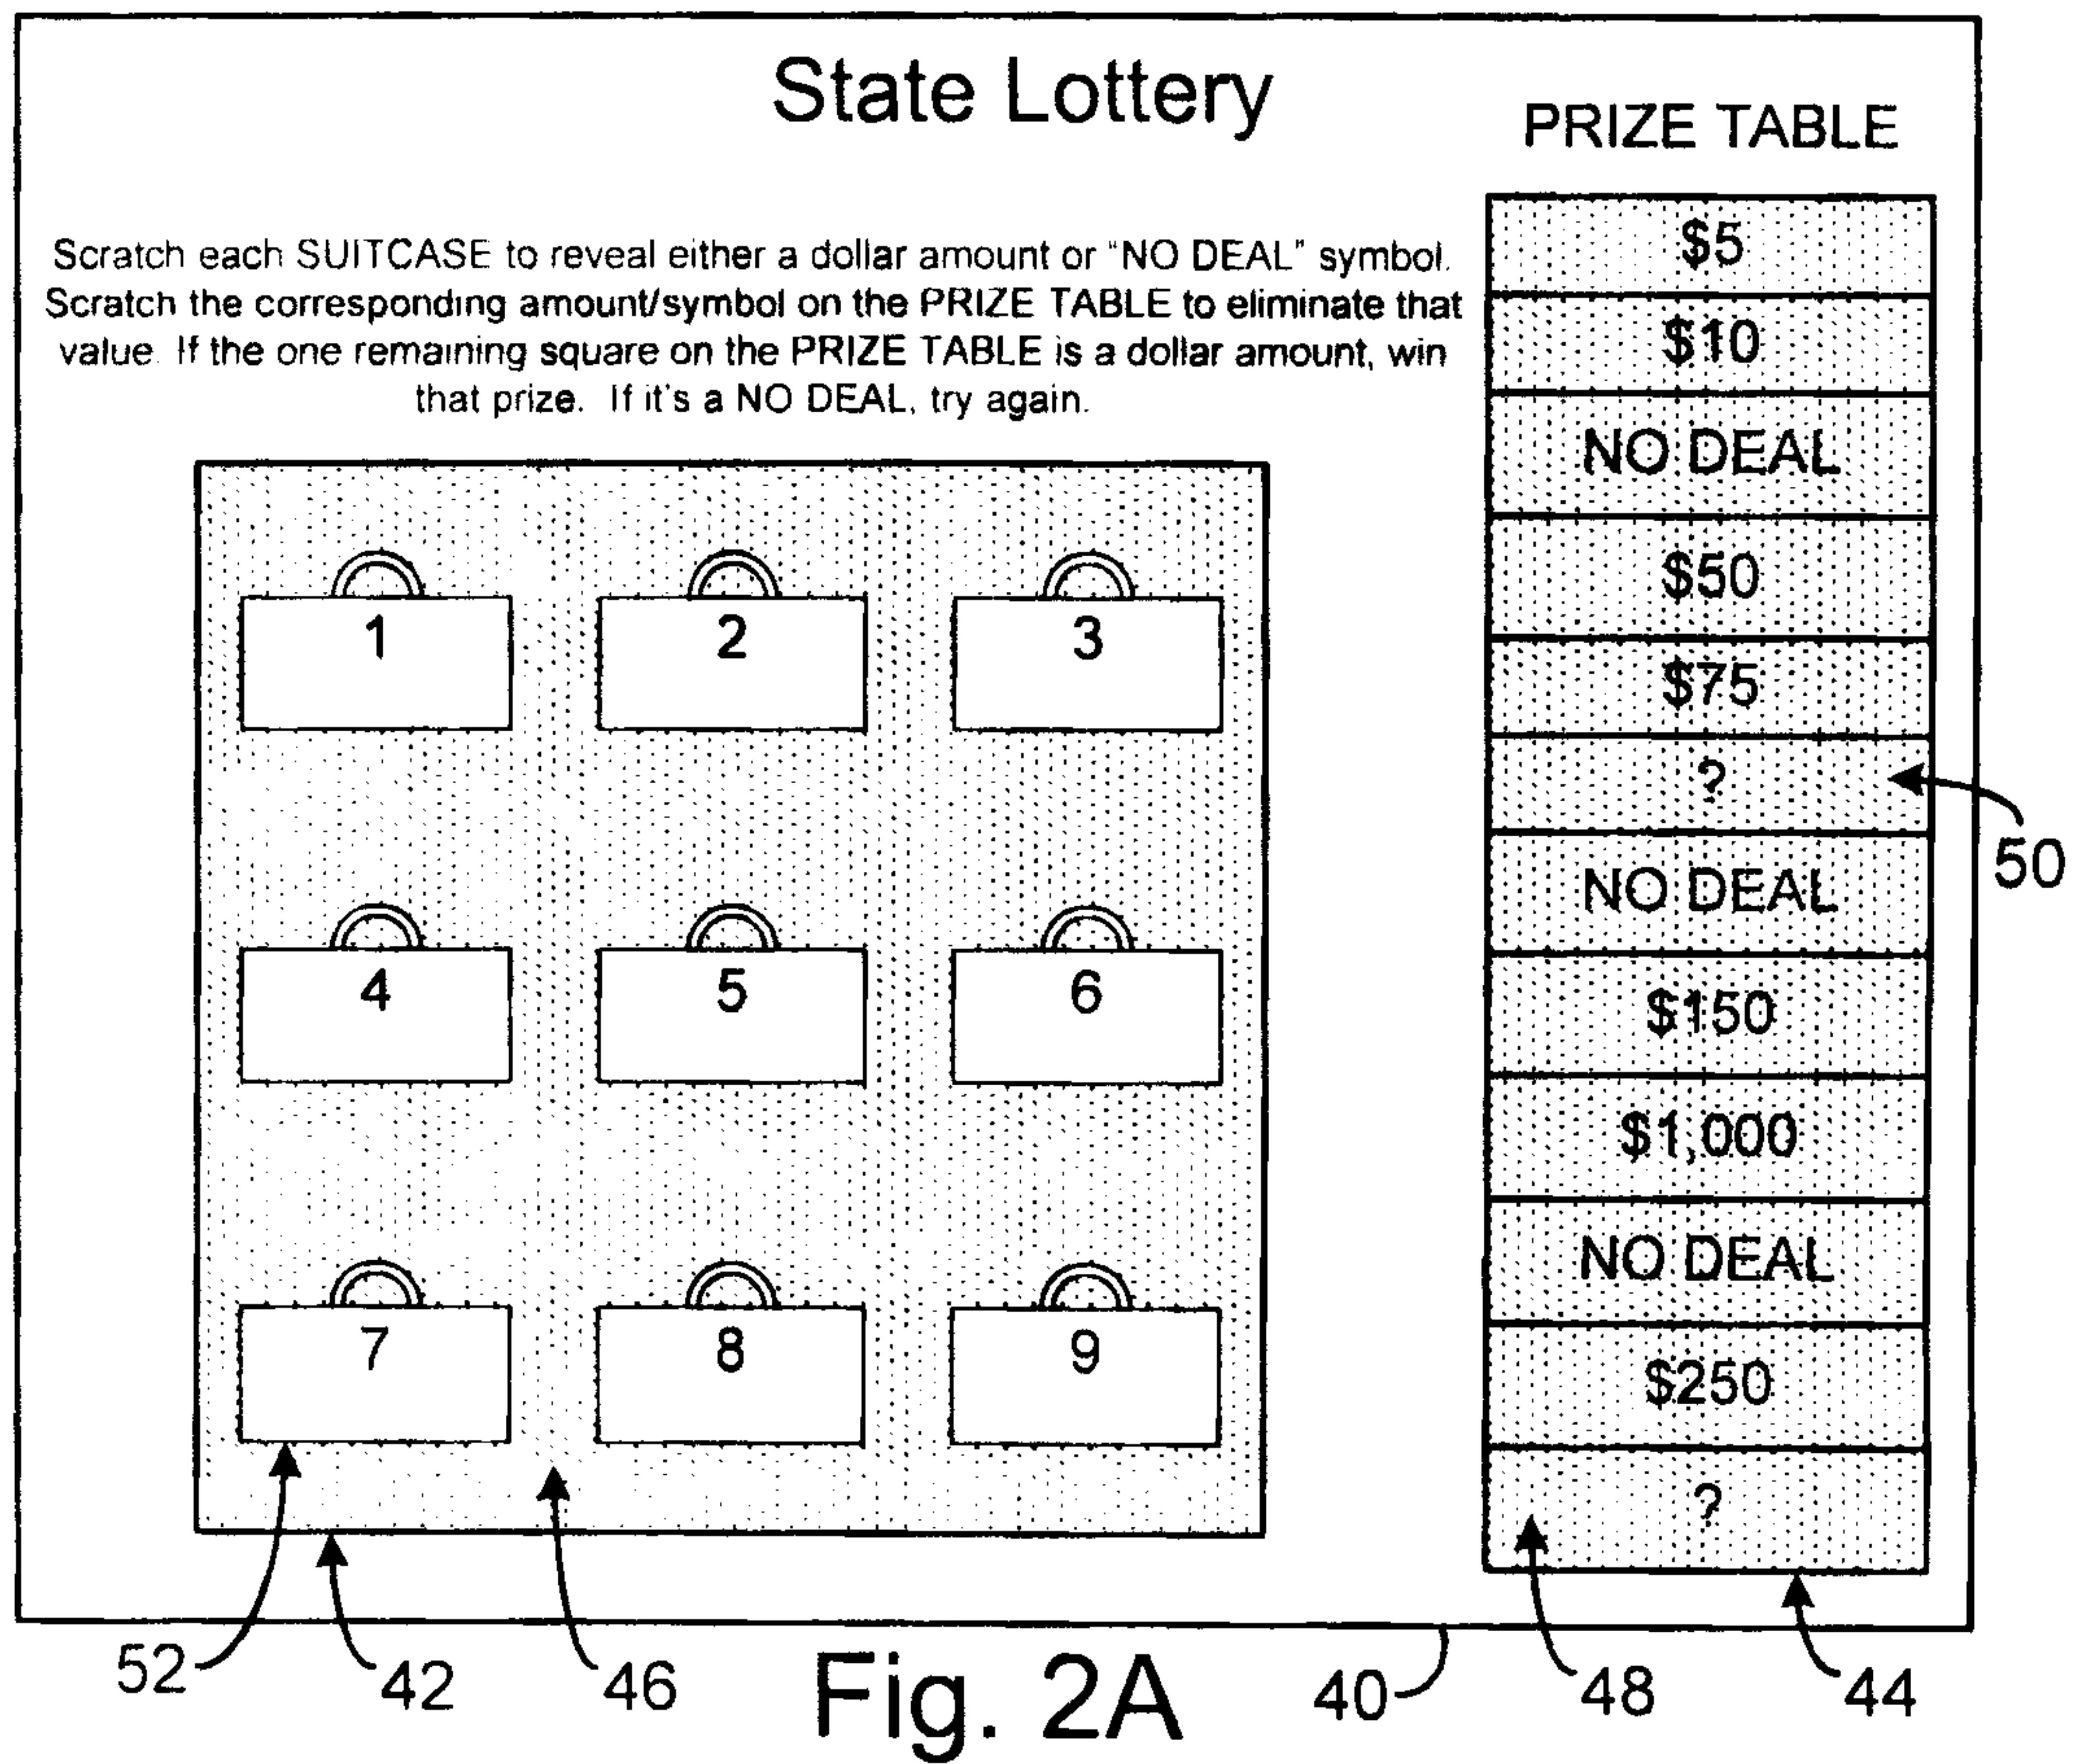 State Lottery
PRIZE TABLE
Scratch each SUITCASE to reveal either a dollar amount or "NO DEAL" symbol.
Scratch the corresponding amount/symbol on the PRIZE TABLE to eliminate that
value. If the one remaining square on the PRIZE TABLE is a dollar amount, win
that prize. If it's a NO DEAL, try again.
1
2
3
4
5
6
7
8
9
$5
$10
NO DEAL
$50
$75
?
NO DEAL
$150
$1,000
NO DEAL
$250
?
50
52
42
46
40
48
44
Fig. 2A